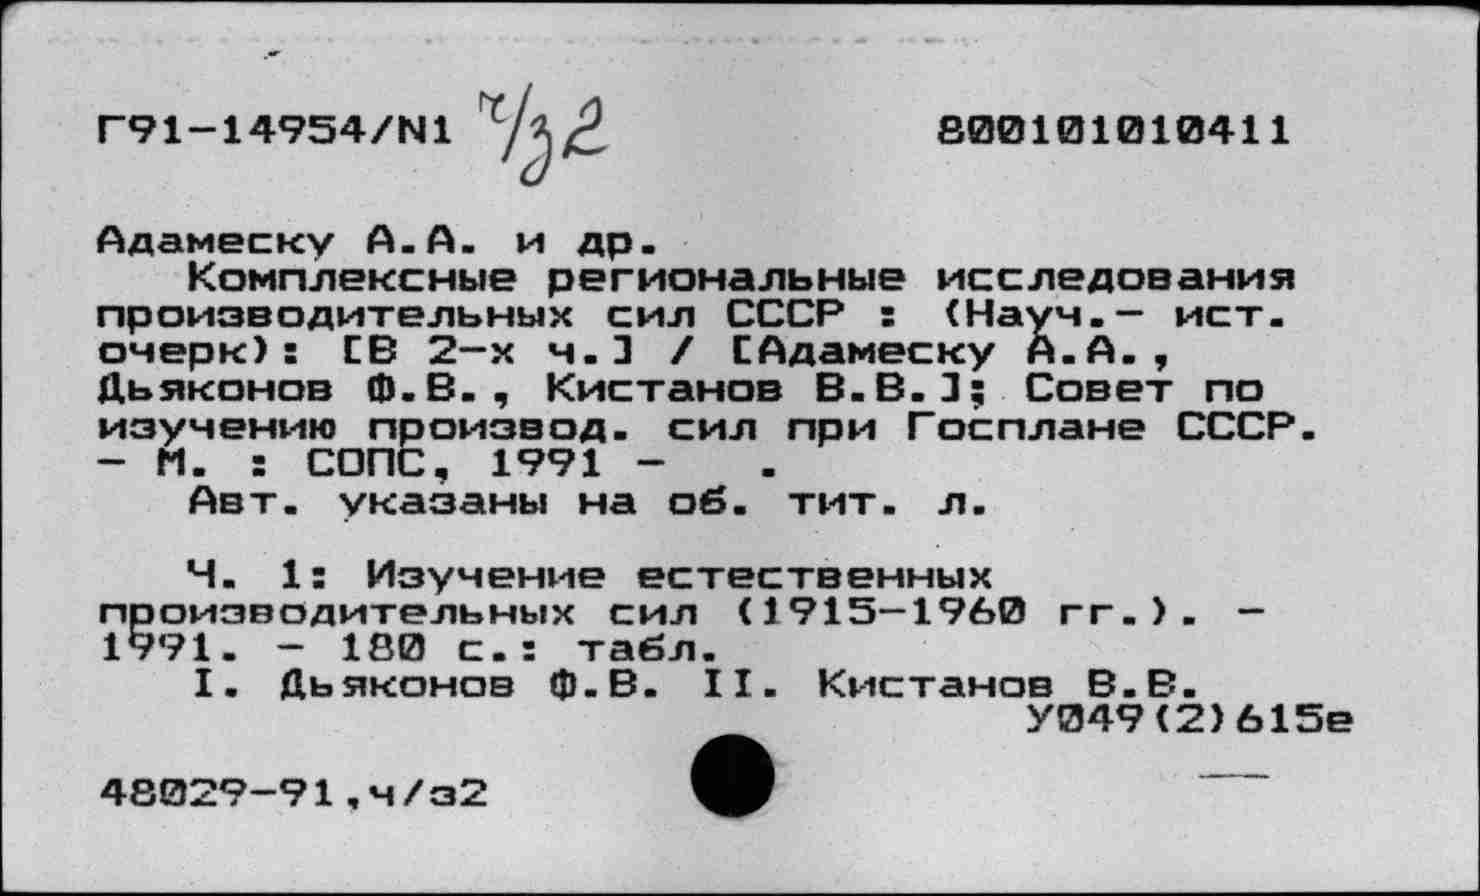 Г91-14954/N1 ч/з2 800101010411
Адамеску А.А. и др.
Комплексные региональные исследования
производительных сил СССР : (Науч.- ист.
очерк): [В 2-х ч.] / [Адамеску А.А.,
Дьяконов Ф.В., Кистанов В.В.]; Совет по
изучению производ. сил при Госплане СССР.
- М. : СОПС, 1991 - .
Авт. указаны на об. тит. л.
Ч. 1: Изучение естественных
производительных сил (1915-1960 гг.). -
1991. - 180 с.: табл.
I. Дьяконов Ф.В. II. Кистанов В.В.
У049(2)615е
48029-91,ч/з2